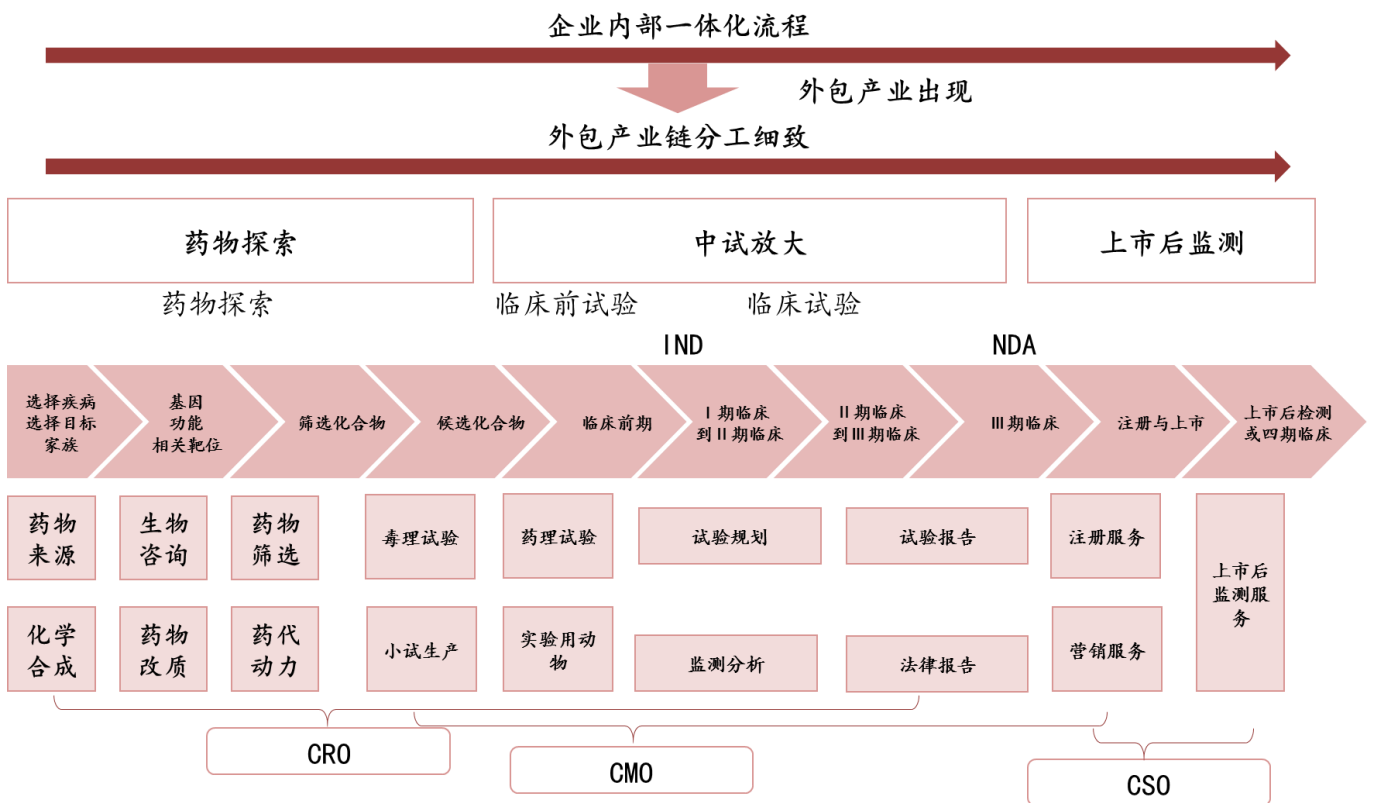 企业内部一体化流程
外包产业出现
外包产业链分工细致
药物探索
中试放大
上市后监测
药物探索
临床前试验
临床试验
IND
NDA
选择疾病
选择目标
家族
基因
功能
相关靶位
筛选化合物
候选化合物
临床前期
Ⅰ期临床
到Ⅱ期临床
Ⅱ期临床
到Ⅲ期临床
Ⅲ期临床
注册与上市
上市后检测
或四期临床
药物
来源
生物
咨询
药物
筛选
毒理试验
药理试验
试验规划
试验报告
注册服务
上市后
监测服
务
化学
合成
药物
改质
药代
动力
小试生产
实验用动
物
监测分析
法律报告
营销服务
CRO
CMO
CSO